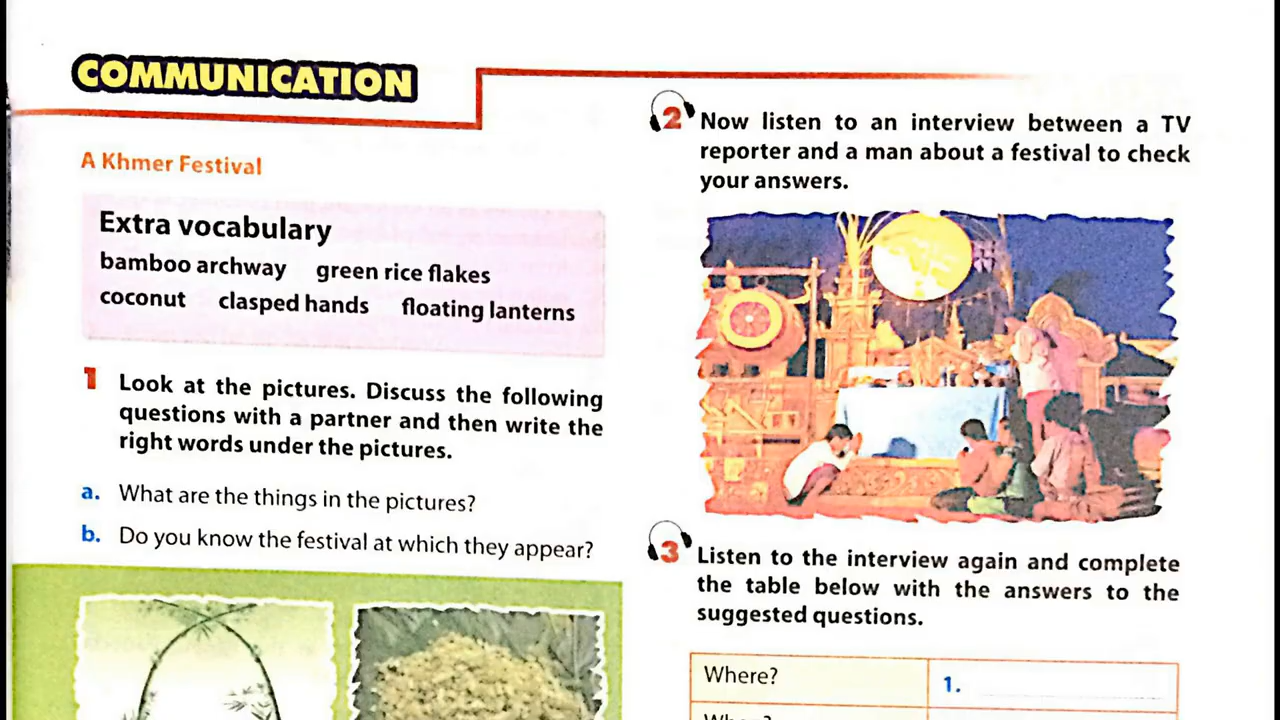 COMMUNICATION
A Khmer Festival
Extra vocabulary
bamboo archway green rice flakes
coconut clasped hands floating lanterns
1 Look at the pictures. Discuss the following
questions with a partner and then write the
right words under the pictures.
a. What are the things in the pictures?
b. Do you know the festival at which they appear?
2 Now listen to an interview between a TV
reporter and a man about a festival to check
your answers.
3 Listen to the interview again and complete
the table below with the answers to the
suggested questions.
Where? 1.